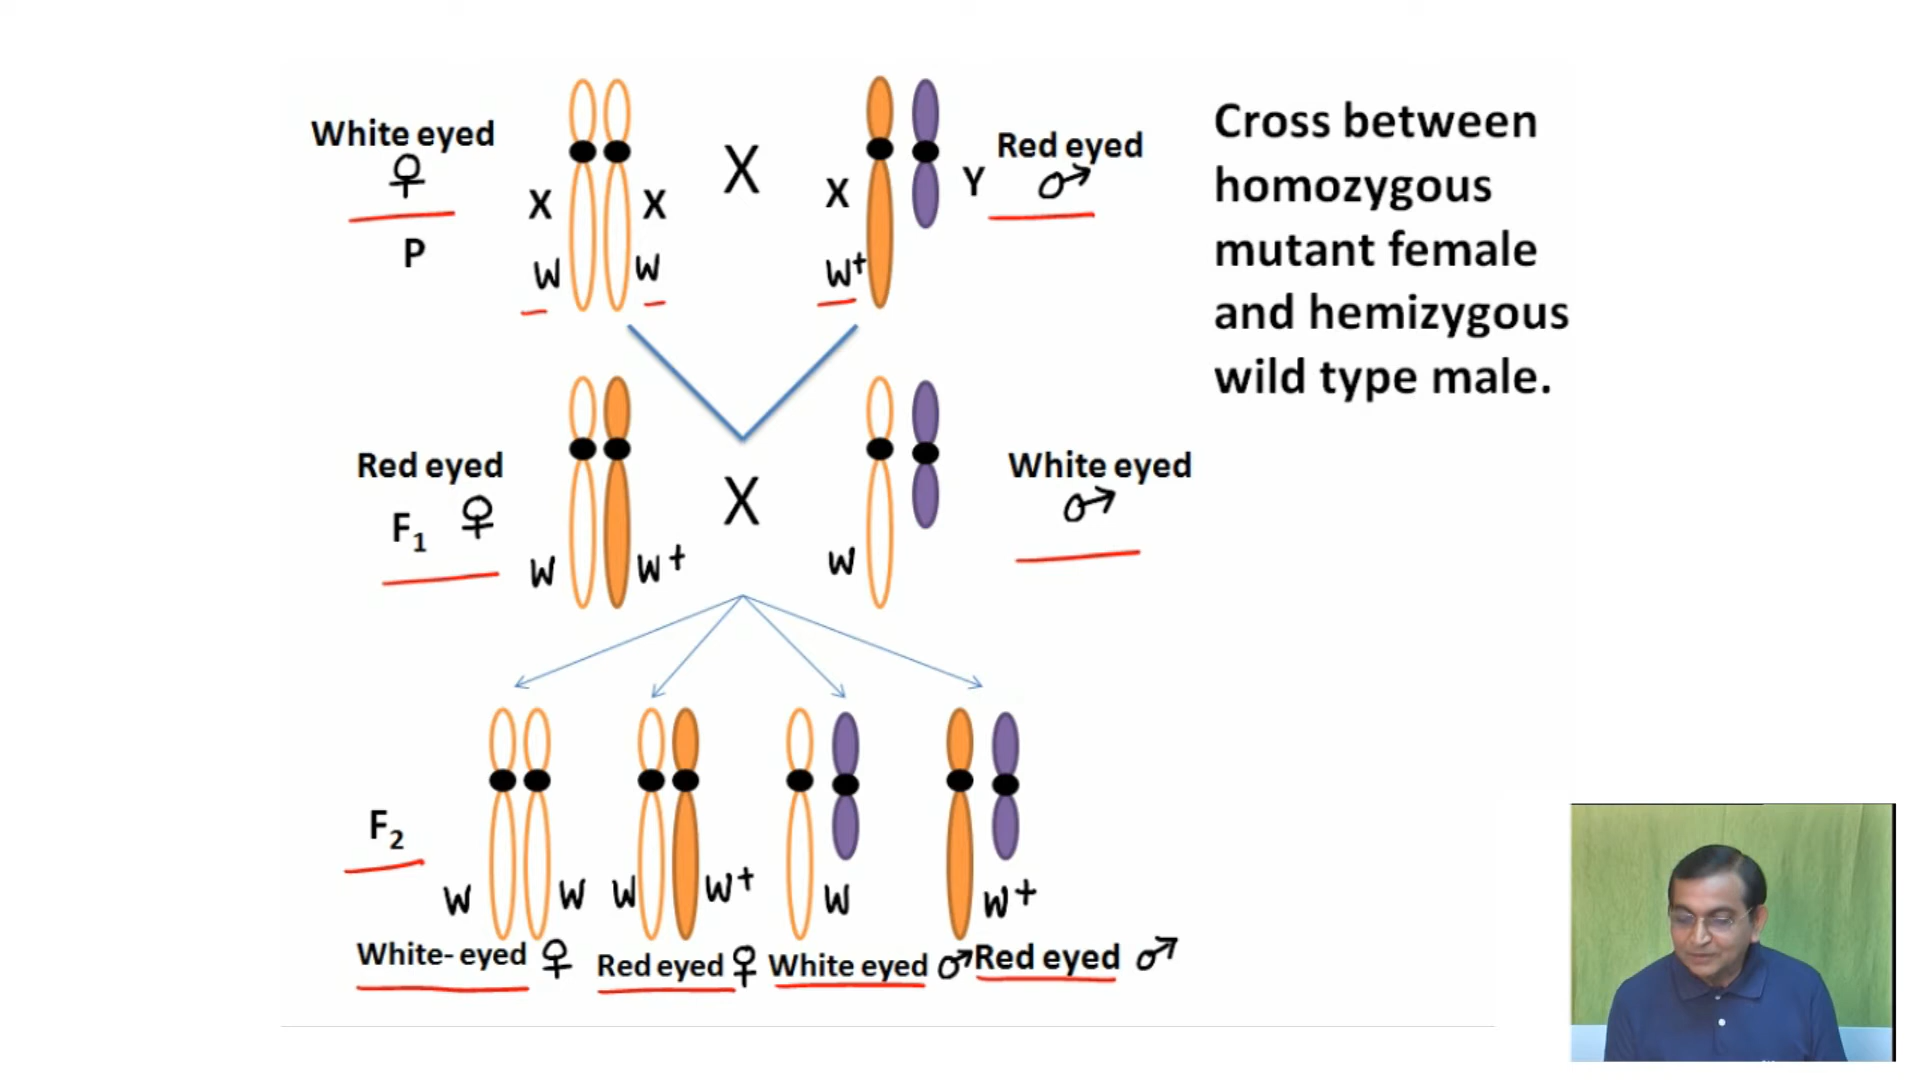 White eyed
♀
P
X
X
W
W
X
X
W⁺
Y
Red eyed
♂
Cross between
homozygous
mutant female
and hemizygous
wild type male.
Red eyed
F₁ ♀
W
W⁺
X
W
White eyed
♂
F₂
W
W
W
W⁺
W
W⁺
White- eyed ♀
Red eyed ♀
White eyed ♂
Red eyed ♂